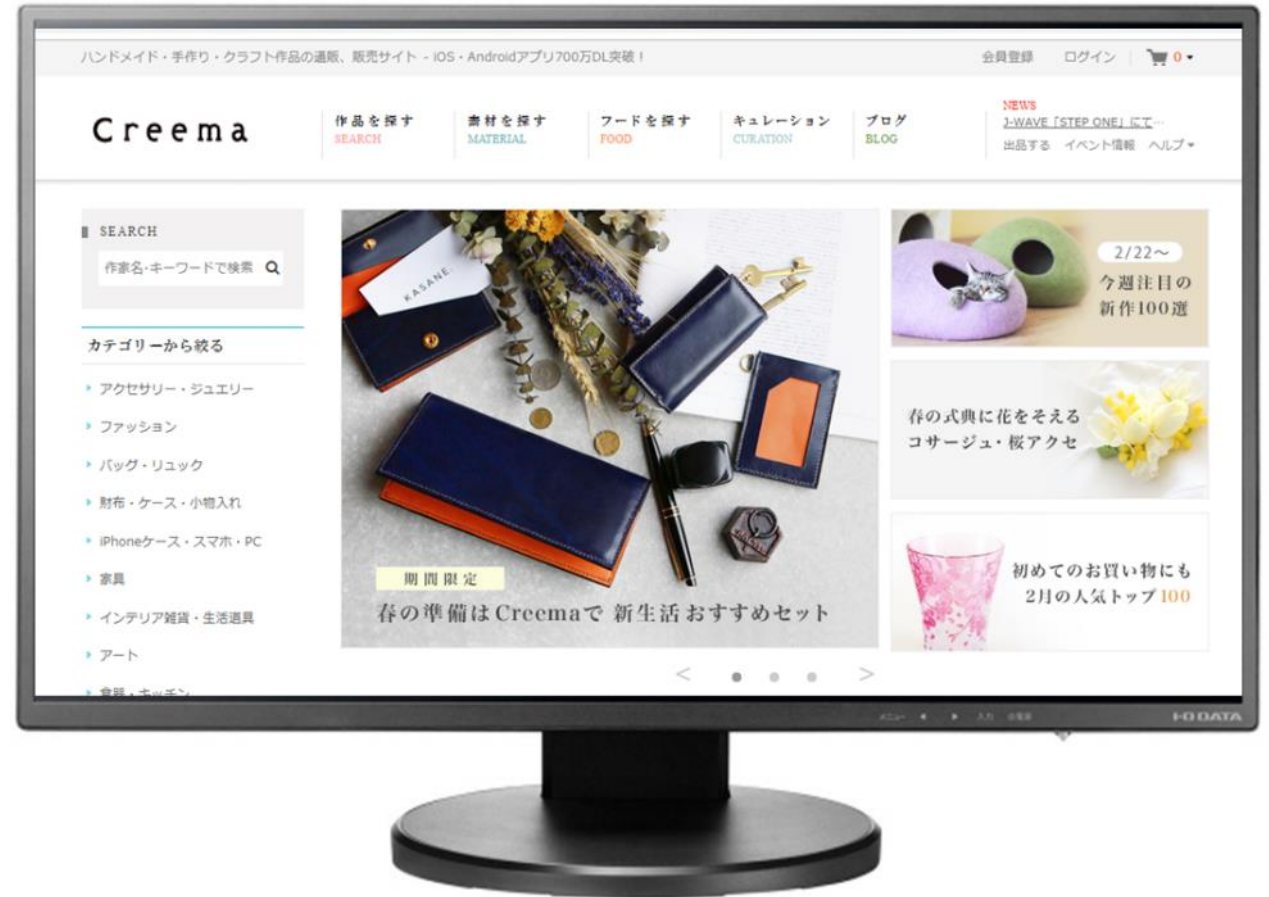 ハンドメイド・手作り・クラフト作品の通販、販売サイト - iOS・Androidアプリ700万DL突破！
会員登録 ログイン 0
Creema
作品を探す
SEARCH
素材を探す
MATERIAL
フードを探す
FOOD
キュレーション
CURATION
ブログ
BLOG
NEWS
J-WAVE「STEP ONE」にて…
出品する イベント情報 ヘルプ
SEARCH
作家名・キーワードで検索
カテゴリーから絞る
アクセサリー・ジュエリー
ファッション
バッグ・リュック
財布・ケース・小物入れ
iPhoneケース・スマホ・PC
家具
インテリア雑貨・生活道具
アート
食器・キッチン
KASANE.
期間限定
春の準備はCreemaで 新生活おすすめセット
2/22～
今週注目の
新作100選
春の式典に花をそえる
コサージュ・桜アクセ
初めてのお買い物にも
2月の人気トップ100
< >
メニュー 入力
I-O DATA